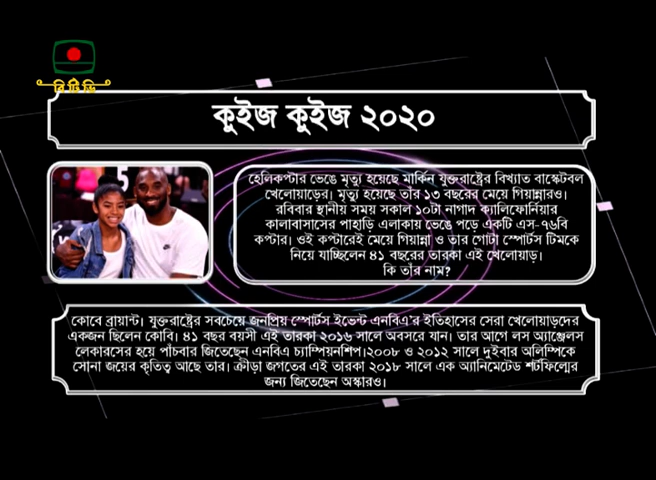 বিটিভি
কুইজ কুইজ ২০২০
হেলিকপ্টার ভেঙে মৃত্যু হয়েছে মার্কিন যুক্তরাষ্ট্রের বিখ্যাত বাস্কেটবল
খেলোয়াড়ের। মৃত্যু হয়েছে তাঁর ১৩ বছরের মেয়ে গিয়ান্নারও।
রবিবার স্থানীয় সময় সকাল ১০টা নাগাদ ক্যালিফোর্নিয়ার
কালাবাসাসের পাহাড়ি এলাকায় ভেঙে পড়ে একটি এস-৭৬বি
কপ্টার। ওই কপ্টারেই মেয়ে গিয়ান্না ও তার গোটা স্পোর্টস টিমকে
নিয়ে যাচ্ছিলেন ৪১ বছরের তারকা এই খেলোয়াড়।
কি তাঁর নাম?
কোবে ব্রায়ান্ট। যুক্তরাষ্ট্রের সবচেয়ে জনপ্রিয় স্পোর্টস ইভেন্ট এনবিএ'র ইতিহাসের সেরা খেলোয়াড়দের
একজন ছিলেন কোবি। ৪১ বছর বয়সী এই তারকা ২০১৬ সালে অবসরে যান। তার আগে লস অ্যাঞ্জেলস
লেকারসের হয়ে পাঁচবার জিতেছেন এনবিএ চ্যাম্পিয়নশিপ।২০০৮ ও ২০১২ সালে দুইবার অলিম্পিকে
সোনা জয়ের কৃতিত্ব আছে তার। ক্রীড়া জগতের এই তারকা ২০১৮ সালে এক অ্যানিমেটেড শর্টফিল্মের
জন্য জিতেছেন অস্কারও।